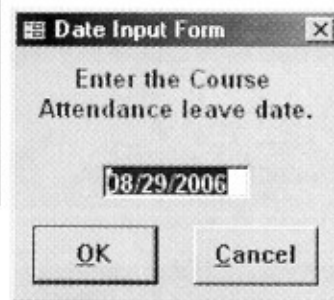 Date Input Form
Enter the Course
Attendance leave date.
08/29/2006
OK
Cancel